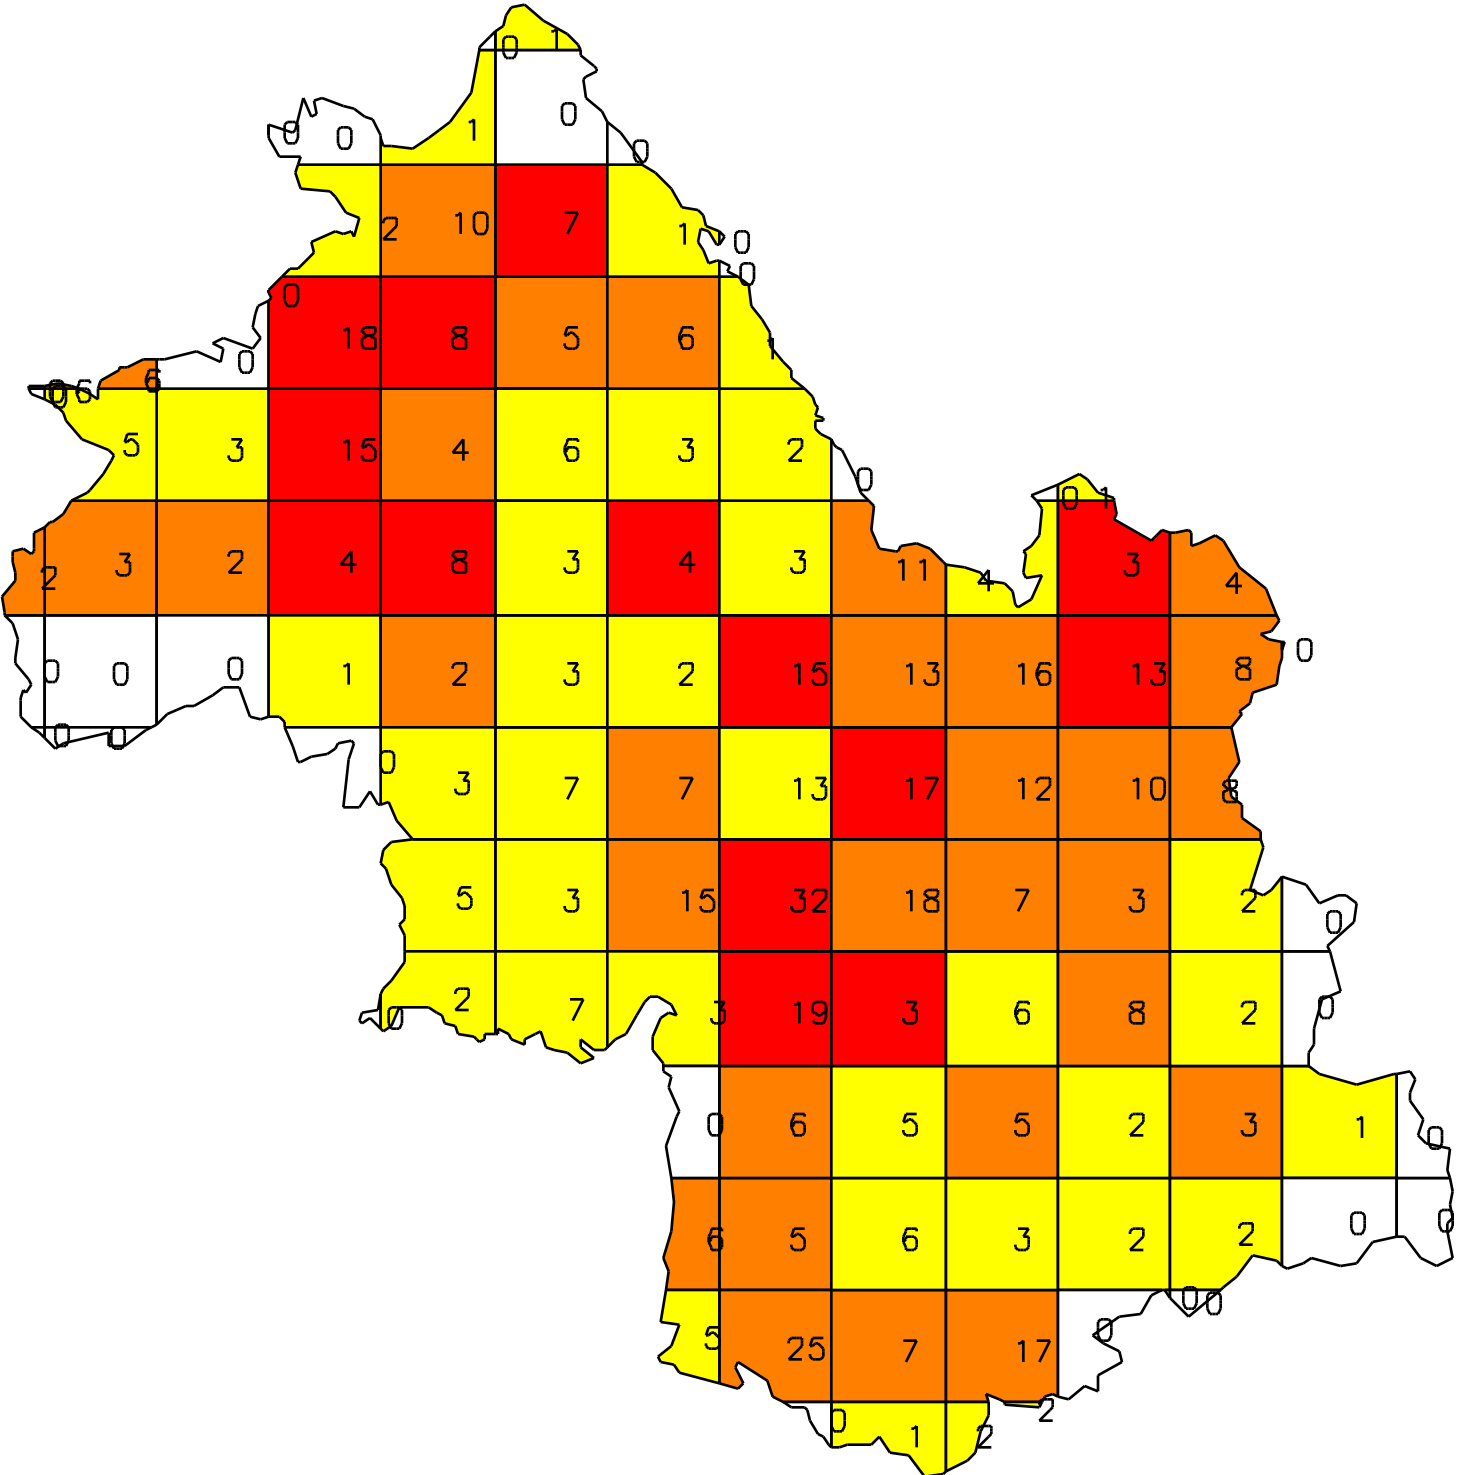 0 1
0 0 1 0 0
2 10 7 1 0
0
0 18 8 5 6 1
0 6
0 5 5 3 15 4 6 3 2
0 0 1
2 3 2 4 8 3 4 3 11 4 3 4
0 0 0 1 2 3 2 15 13 16 13 8 0
0 0
0 3 7 7 13 17 12 10 8
5 3 15 32 18 7 3 2 0
0 2 7 3 19 3 6 8 2 0
0 6 5 5 2 3 1 0
6 5 6 3 2 2 0 0
0 0
5 25 7 17 0
0 1 2 2